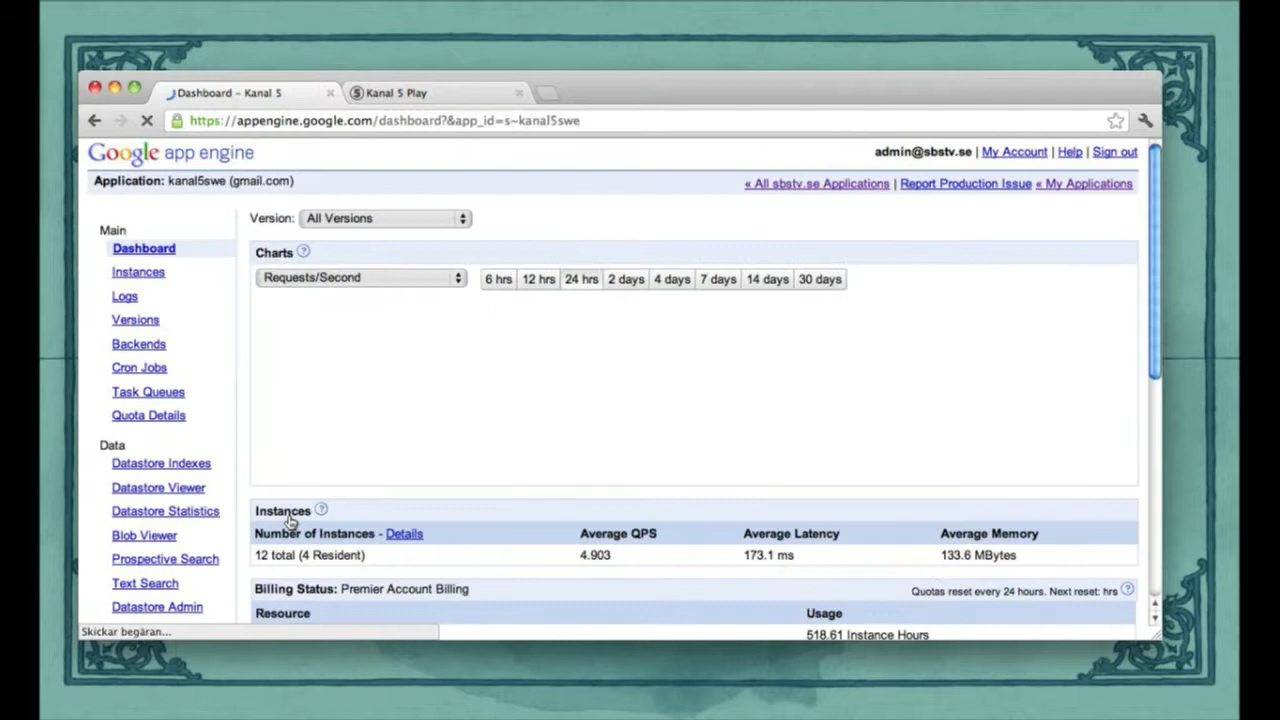 Dashboard - Kanal 5
Kanal 5 Play
https://appengine.google.com/dashboard?&app_id=s~kanal5swe
Google app engine
admin@sbstv.se | My Account | Help | Sign out
Application: kanal5swe (gmail.com)
« All sbstv.se Applications | Report Production Issue « My Applications
Version: All Versions
Main
Dashboard
Instances
Logs
Versions
Backends
Cron Jobs
Task Queues
Quota Details
Data
Datastore Indexes
Datastore Viewer
Datastore Statistics
Blob Viewer
Prospective Search
Text Search
Datastore Admin
Charts ?
Requests/Second
6 hrs 12 hrs 24 hrs 2 days 4 days 7 days 14 days 30 days
Instances ?
Number of Instances - Details Average QPS Average Latency Average Memory
12 total (4 Resident) 4.903 173.1 ms 133.6 MBytes
Billing Status: Premier Account Billing
Quotas reset every 24 hours. Next reset: hrs ?
Resource Usage
518.61 Instance Hours
Skickar begäran...